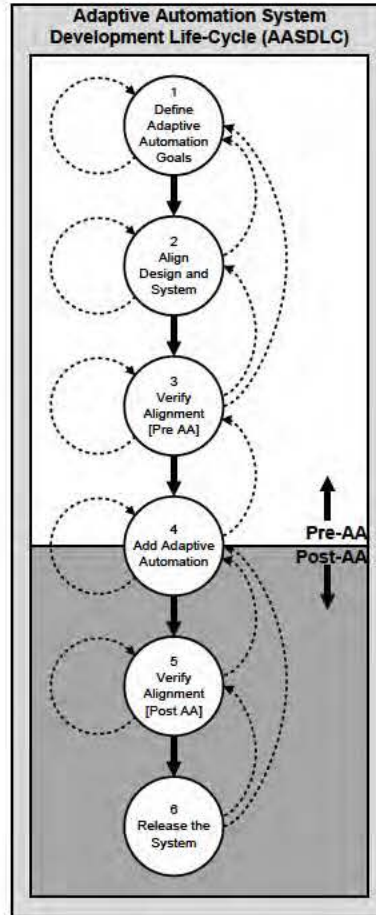 Adaptive Automation System
Development Life-Cycle (AASDLC)
1
Define
Adaptive
Automation
Goals
2
Align
Design and
System
3
Verify
Alignment
[Pre AA]
4
Add Adaptive
Automation
Pre-AA
Post-AA
5
Verify
Alignment
[Post AA]
6
Release the
System